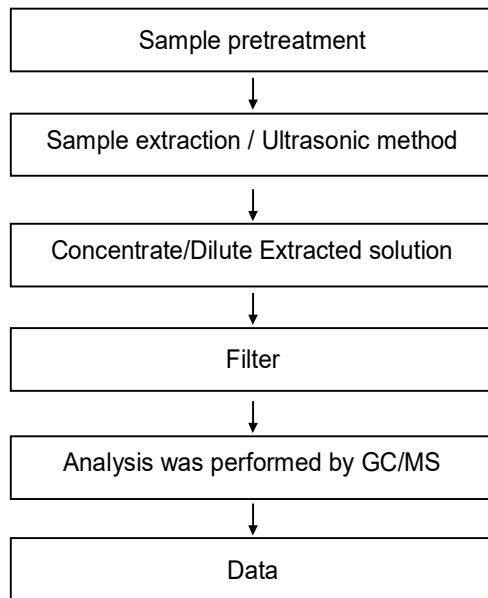 Sample pretreatment
Sample extraction / Ultrasonic method
Concentrate/Dilute Extracted solution
Filter
Analysis was performed by GC/MS
Data